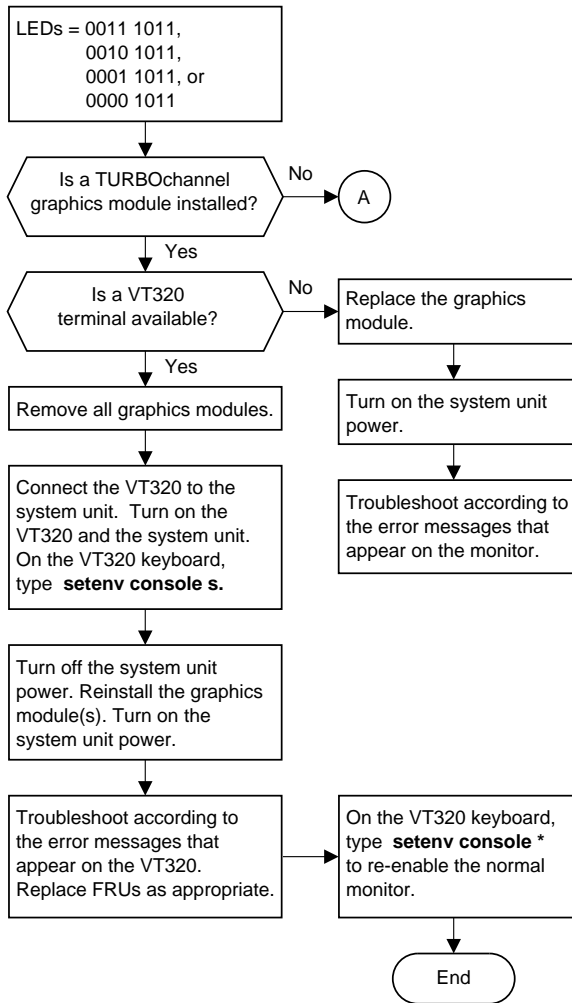 LEDs = 0011 1011,
0010 1011,
0001 1011, or
0000 1011
Is a TURBOchannel
graphics module installed?
No
A
Yes
Is a VT320
terminal available?
No
Replace the graphics
module.
Yes
Remove all graphics modules.
Turn on the system unit
power.
Connect the VT320 to the
system unit. Turn on the
VT320 and the system unit.
On the VT320 keyboard,
type setenv console s.
Troubleshoot according to
the error messages that
appear on the monitor.
Turn off the system unit
power. Reinstall the graphics
module(s). Turn on the
system unit power.
Troubleshoot according to
the error messages that
appear on the VT320.
Replace FRUs as appropriate.
On the VT320 keyboard,
type setenv console *
to re-enable the normal
monitor.
End